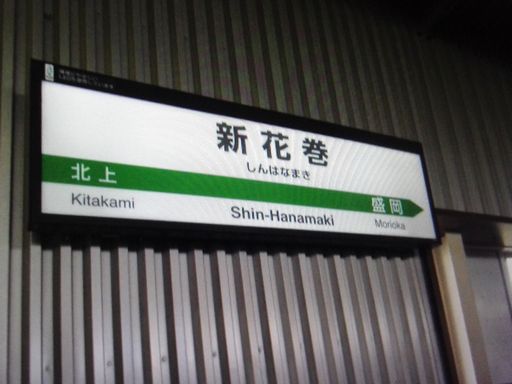 新花巻
しんはなまき
北上
盛岡
Kitakami
Shin-Hanamaki
Morioka